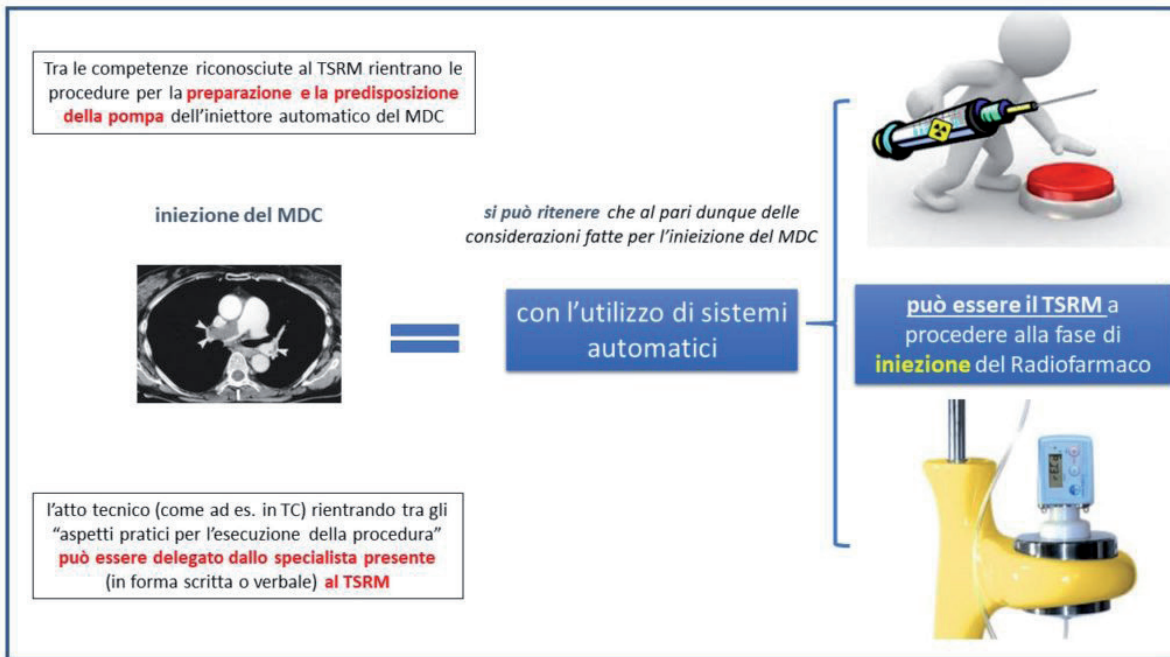 Tra le competenze riconosciute al TSRM rientrano le
procedure per la preparazione e la predisposizione
della pompa dell'iniettore automatico del MDC
iniezione del MDC
si può ritenere che al pari dunque delle
considerazioni fatte per l'inieizione del MDC
con l'utilizzo di sistemi
automatici
può essere il TSRM a
procedere alla fase di
iniezione del Radiofarmaco
l'atto tecnico (come ad es. in TC) rientrando tra gli
“aspetti pratici per l'esecuzione della procedura”
può essere delegato dallo specialista presente
(in forma scritta o verbale) al TSRM